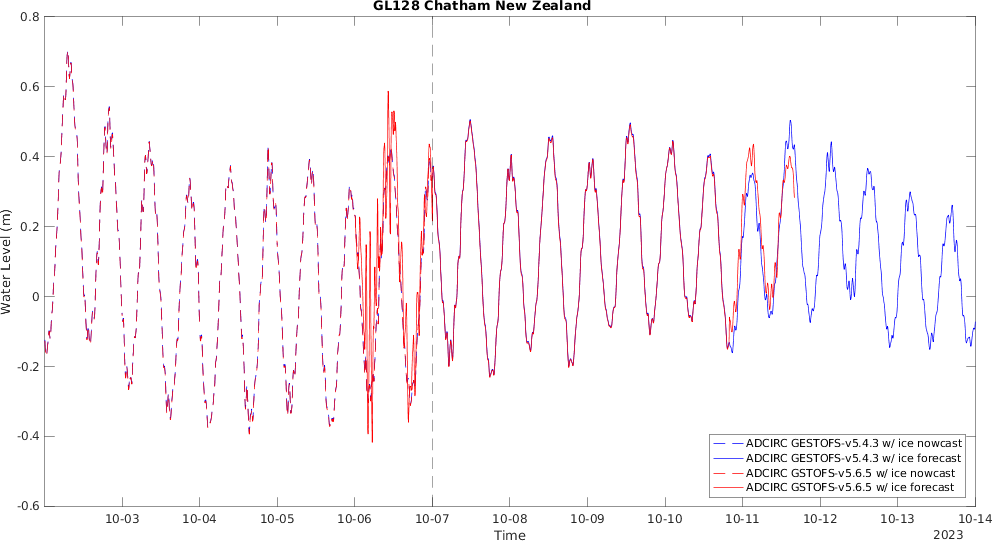 GL128 Chatham New Zealand
Water Level (m)
0.8
0.6
0.4
0.2
0
-0.2
-0.4
-0.6
10-03 10-04 10-05 10-06 10-07 10-08 10-09 10-10 10-11 10-12 10-13 10-14
Time
2023
ADCIRC GESTOFS-v5.4.3 w/ ice nowcast
ADCIRC GESTOFS-v5.4.3 w/ ice forecast
ADCIRC GSTOFS-v5.6.5 w/ ice nowcast
ADCIRC GSTOFS-v5.6.5 w/ ice forecast